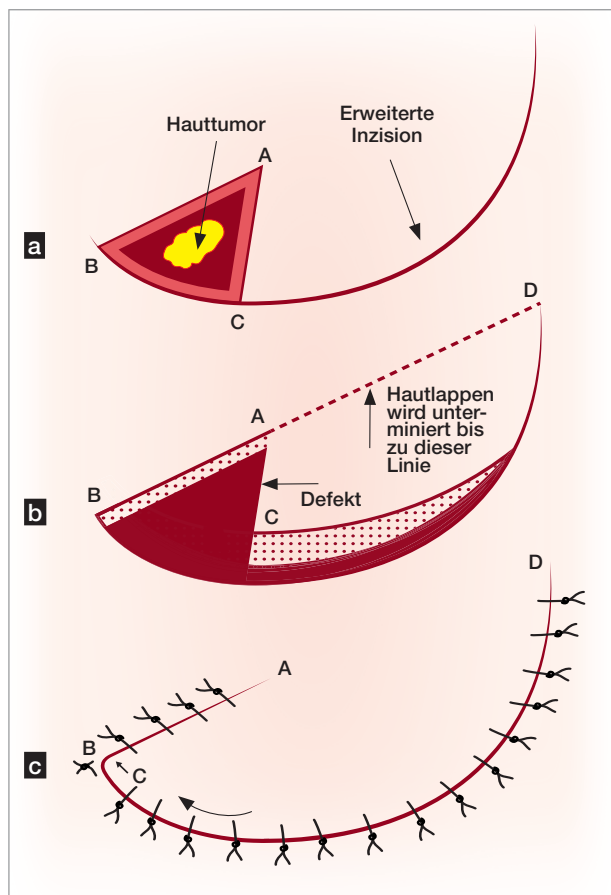 Hauttumor
Erweiterte
Inzision
A
a
B
C
D
A
Hautlappen
wird unter-
miniert bis
zu dieser
Linie
B
Defekt
C
b
D
A
B
c
C